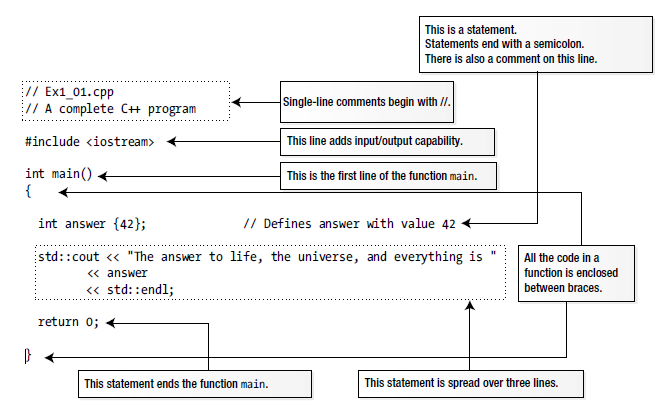 This is a statement.
Statements end with a semicolon.
There is also a comment on this line.
// Ex1_01.cpp
// A complete C++ program
Single-line comments begin with //.
#include <iostream>
This line adds input/output capability.
int main()
This is the first line of the function main.
{
int answer {42};          // Defines answer with value 42
std::cout << "The answer to life, the universe, and everything is "
<< answer
<< std::endl;
All the code in a
function is enclosed
between braces.
return 0;
}
This statement ends the function main.
This statement is spread over three lines.